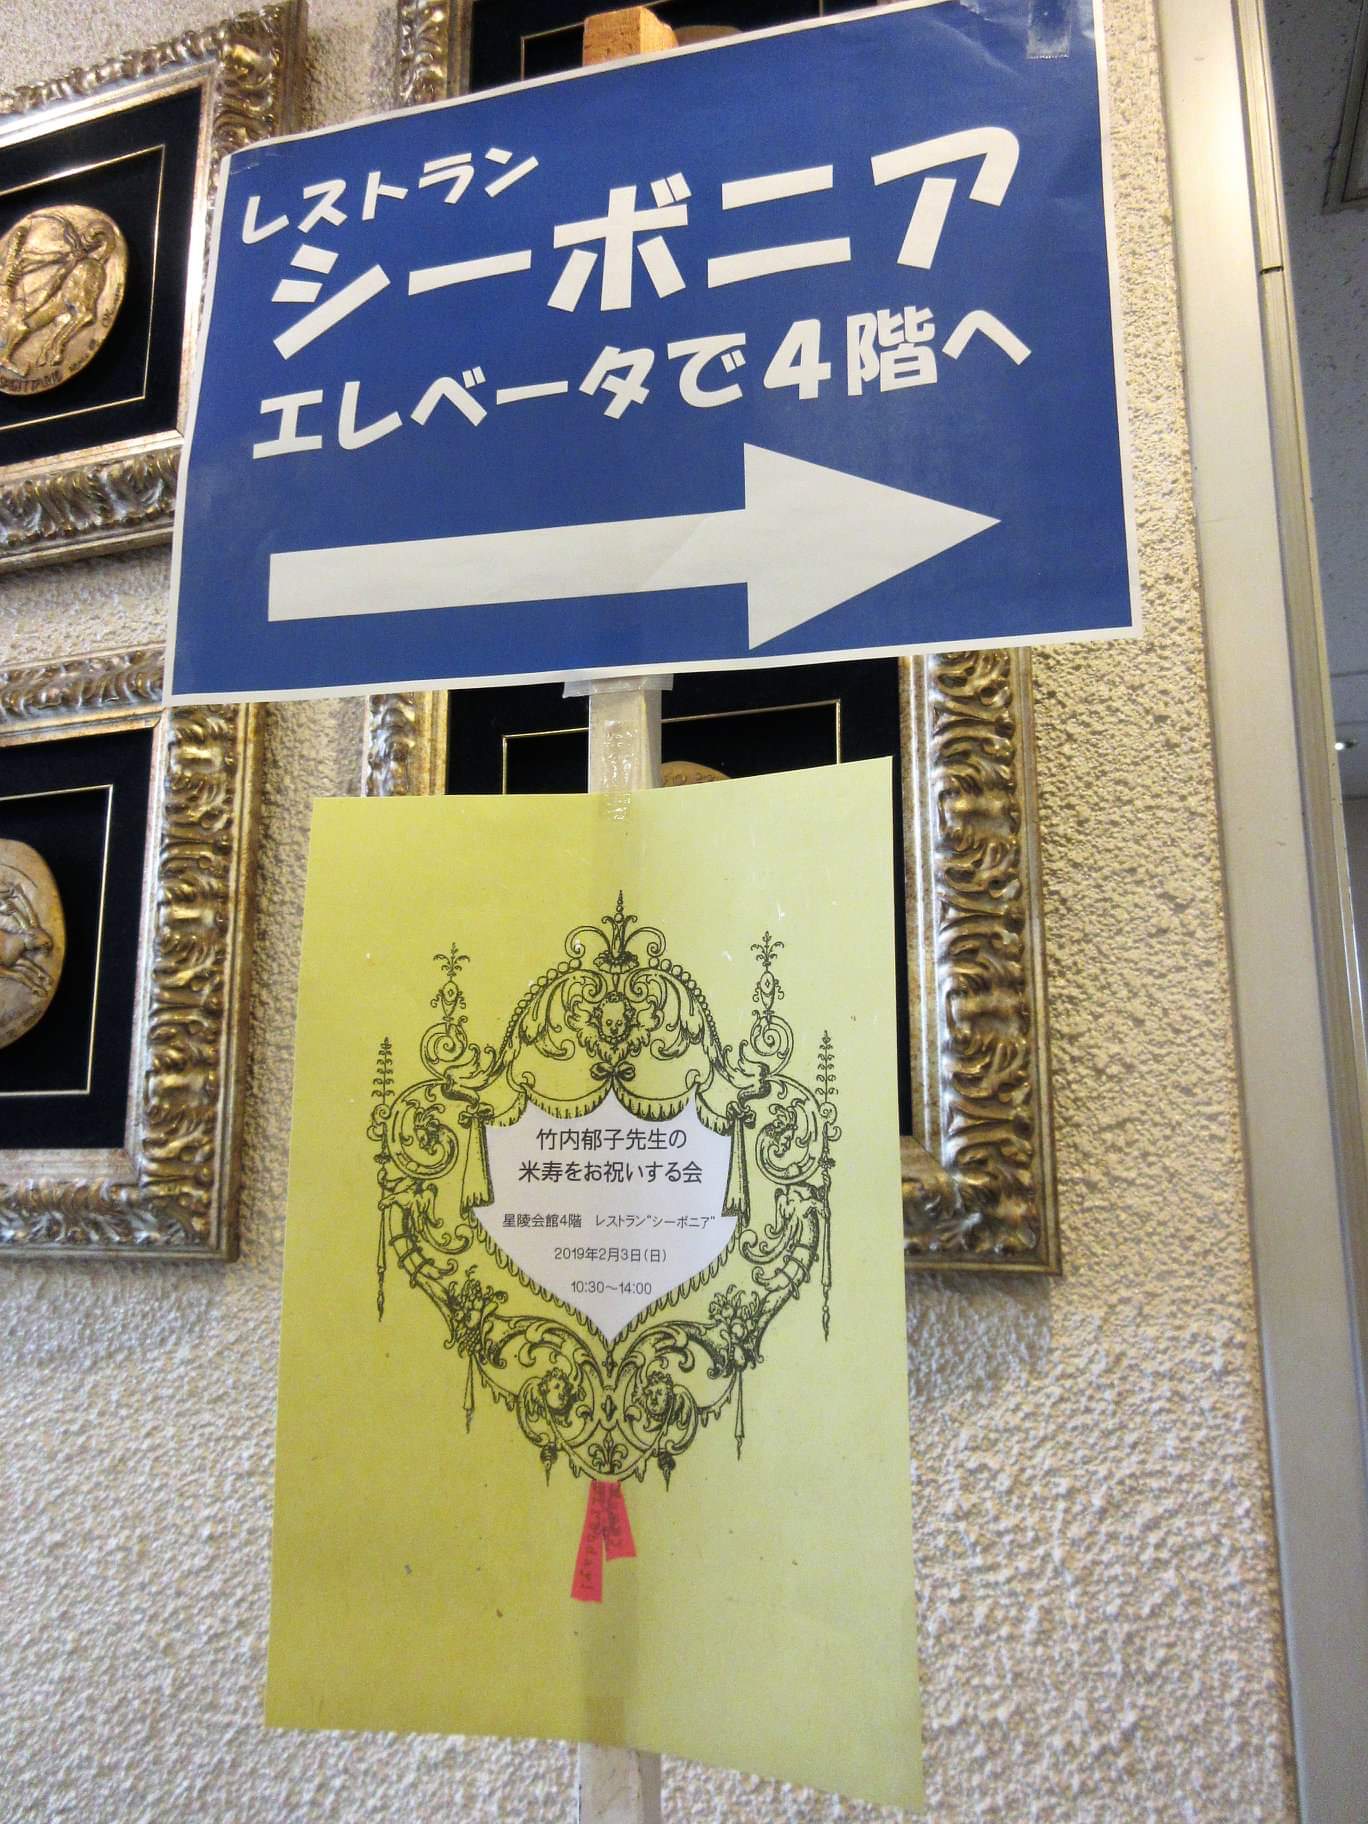 レストラン
シーボニア
エレベータで4階へ
竹内郁子先生の
米寿をお祝いする会
星陵会館4階 レストラン"シーボニア"
2019年2月3日(日)
10:30～14:00